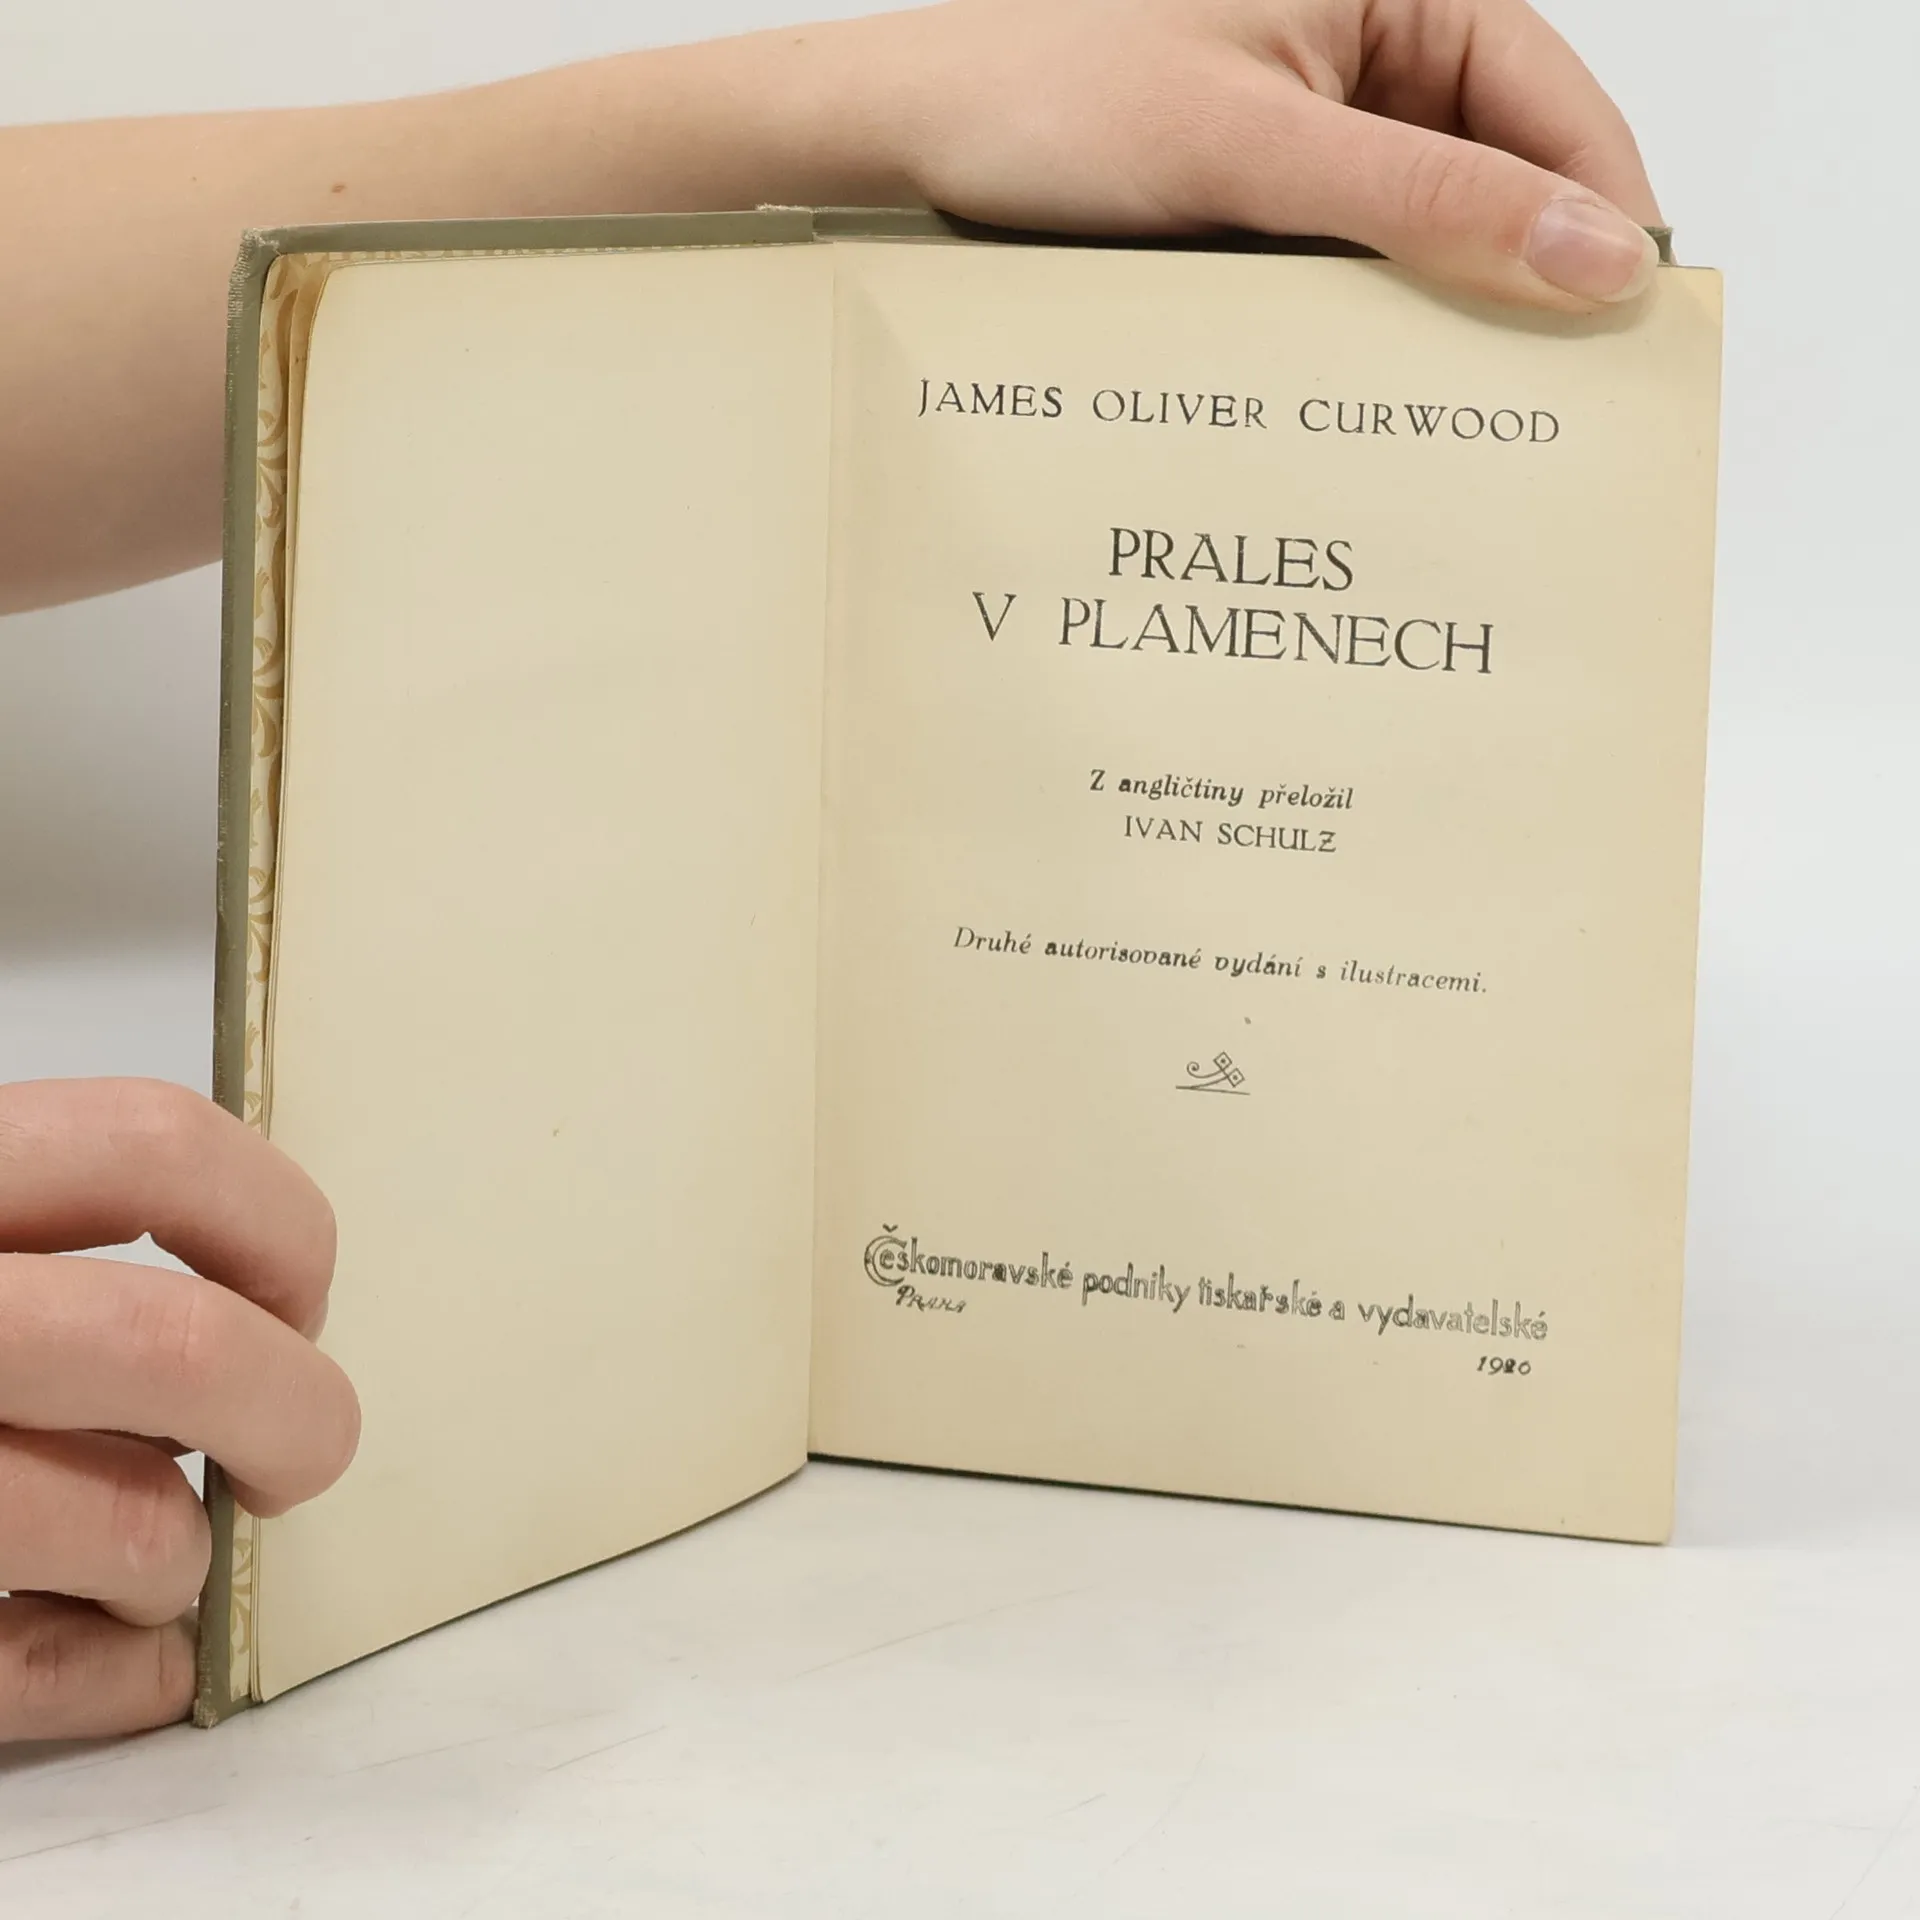 JAMES OLIVER CURWOOD
PRALES
V PLAMENECH
Z angličtiny přeložil
IVAN SCHULZ
Druhé autorisované vydání s ilustracemi.
Českomoravské podniky tiskařské a vydavatelské
PRAHA
1926